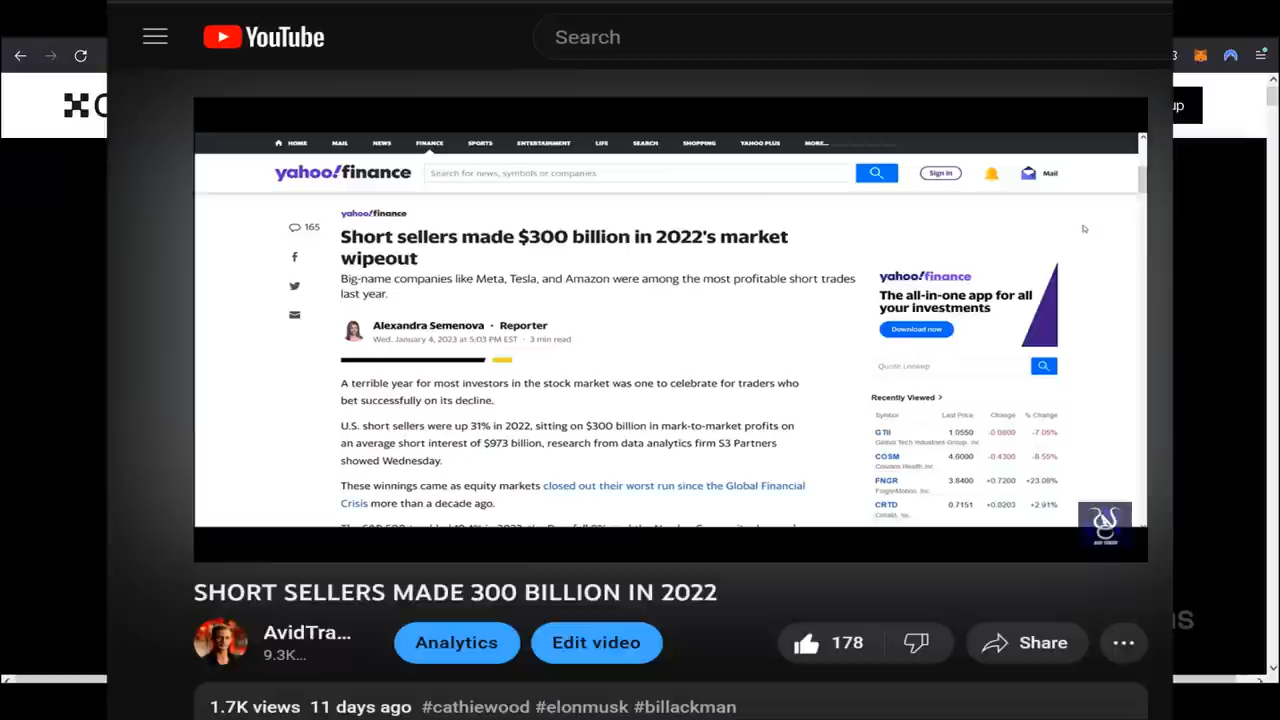 YouTube
Search
up
HOME MAIL NEWS FINANCE SPORTS ENTERTAINMENT LIFE SEARCH SHOPPING YAHOO PLUS MORE...
yahoo!finance
Search for news, symbols or companies
Sign in
Mail
165
yahoo!finance
Short sellers made $300 billion in 2022's market
wipeout
Big-name companies like Meta, Tesla, and Amazon were among the most profitable short trades
last year.
Alexandra Semenova · Reporter
Wed, January 4, 2023 at 5:03 PM EST · 3 min read
A terrible year for most investors in the stock market was one to celebrate for traders who
bet successfully on its decline.
U.S. short sellers were up 31% in 2022, sitting on $300 billion in mark-to-market profits on
an average short interest of $973 billion, research from data analytics firm S3 Partners
showed Wednesday.
These winnings came as equity markets closed out their worst run since the Global Financial
Crisis more than a decade ago.
yahoo!finance
The all-in-one app for all
your investments
Download now
Quote Lookup
Recently Viewed >
Symbol Last Price Change % Change
GTII 1.0550 -0.0800 -7.05%
Global Tech Industries Group, Inc
COSM 4.6000 -0.4300 -8.55%
Cosmos Health Inc.
FNGR 3.8400 +0.7200 +23.08%
FingerMotion, Inc.
CRTD 0.7151 +0.0203 +2.91%
SHORT SELLERS MADE 300 BILLION IN 2022
AvidTra...
9.3K...
Analytics
Edit video
178
Share
1.7K views 11 days ago #cathiewood #elonmusk #billackman